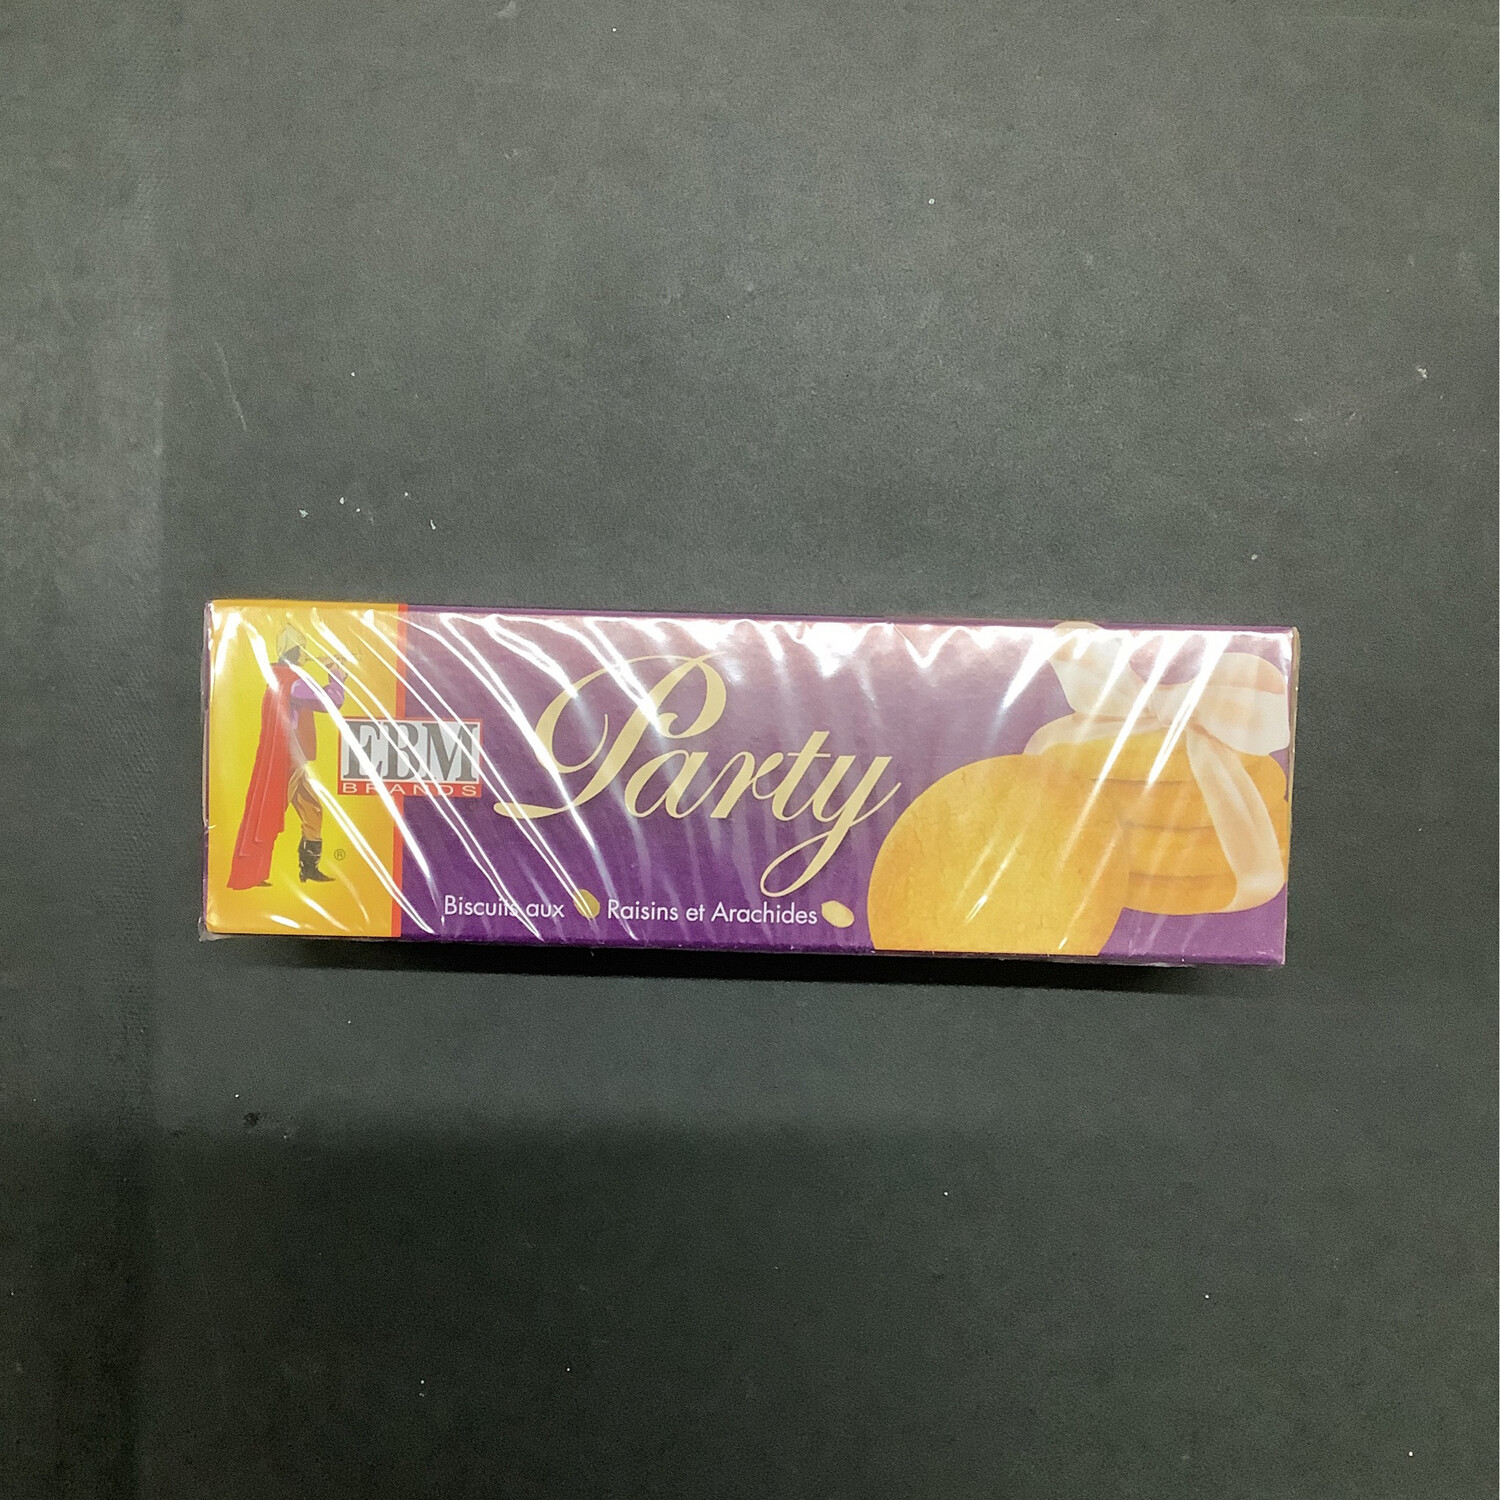 EBM
BRANDS
®
Party
Biscuits aux Raisins et Arachides